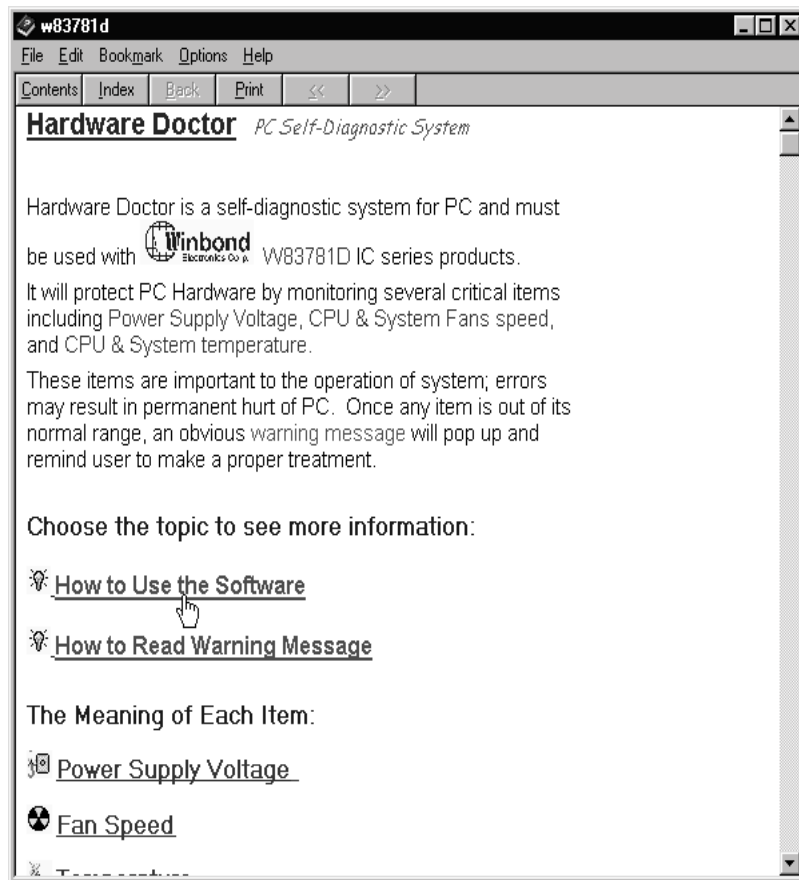 w83781d
File Edit Bookmark Options Help
Contents Index Back Print << >>
Hardware Doctor PC Self-Diagnostic System
Hardware Doctor is a self-diagnostic system for PC and must
be used with Winbond Electronics Corp. W83781D IC series products.
It will protect PC Hardware by monitoring several critical items
including Power Supply Voltage, CPU & System Fans speed,
and CPU & System temperature.
These items are important to the operation of system; errors
may result in permanent hurt of PC. Once any item is out of its
normal range, an obvious warning message will pop up and
remind user to make a proper treatment.
Choose the topic to see more information:
How to Use the Software
How to Read Warning Message
The Meaning of Each Item:
Power Supply Voltage
Fan Speed
Temperature